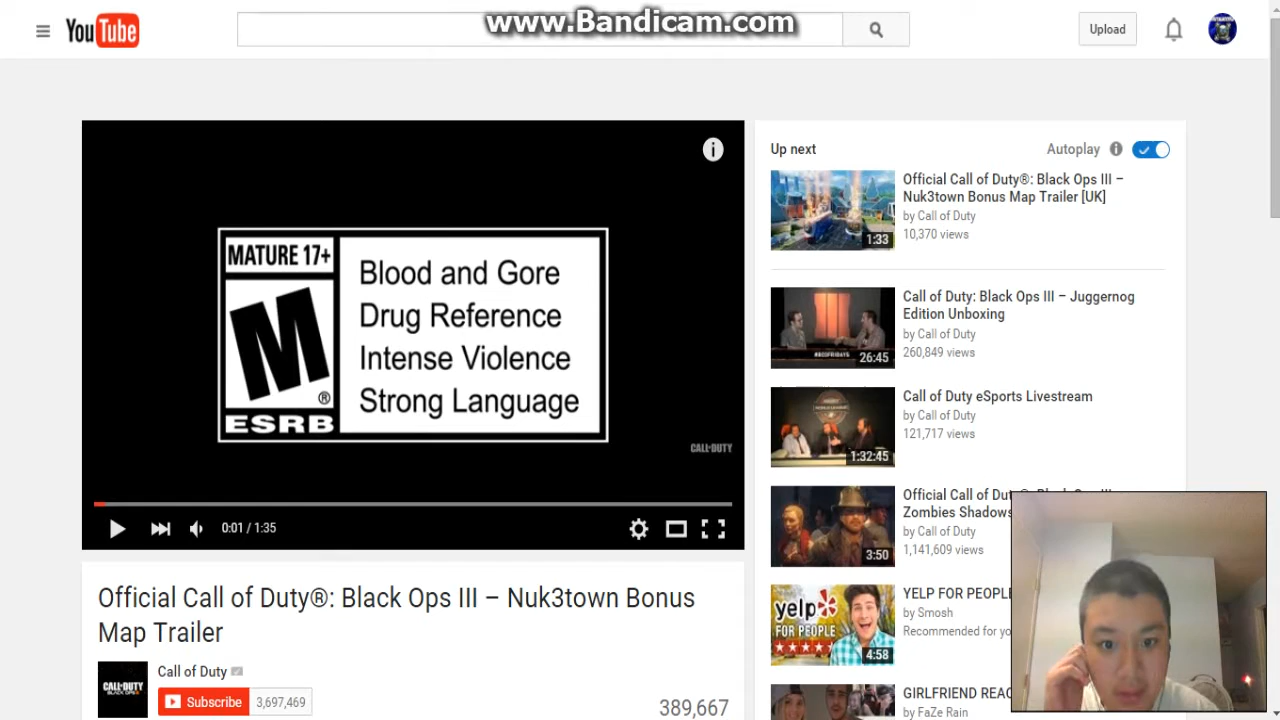 www.Bandicam.com
YouTube
Upload
MATURE 17+
M
®
ESRB
Blood and Gore
Drug Reference
Intense Violence
Strong Language
CALL·DUTY
0:01 / 1:35
Official Call of Duty®: Black Ops III – Nuk3town Bonus
Map Trailer
CALL·DUTY
BLACK OPS
Call of Duty
Subscribe
3,697,469
389,667
Up next
Autoplay
Official Call of Duty®: Black Ops III –
Nuk3town Bonus Map Trailer [UK]
by Call of Duty
10,370 views
1:33
Call of Duty: Black Ops III – Juggernog
Edition Unboxing
by Call of Duty
260,849 views
26:45
Call of Duty eSports Livestream
by Call of Duty
121,717 views
1:32:45
Official Call of Duty®: Black Ops III
Zombies Shadows
by Call of Duty
1,141,609 views
3:50
yelp
FOR PEOPLE
4:58
YELP FOR PEOPLE
by Smosh
Recommended for yo
GIRLFRIEND REAC
by FaZe Rain